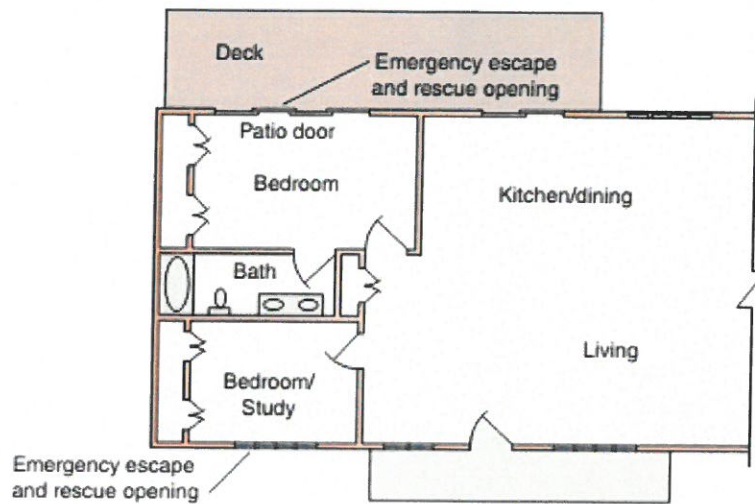 Deck
Emergency escape
and rescue opening
Patio door
Bedroom
Kitchen/dining
Bath
Living
Bedroom/
Study
Emergency escape
and rescue opening